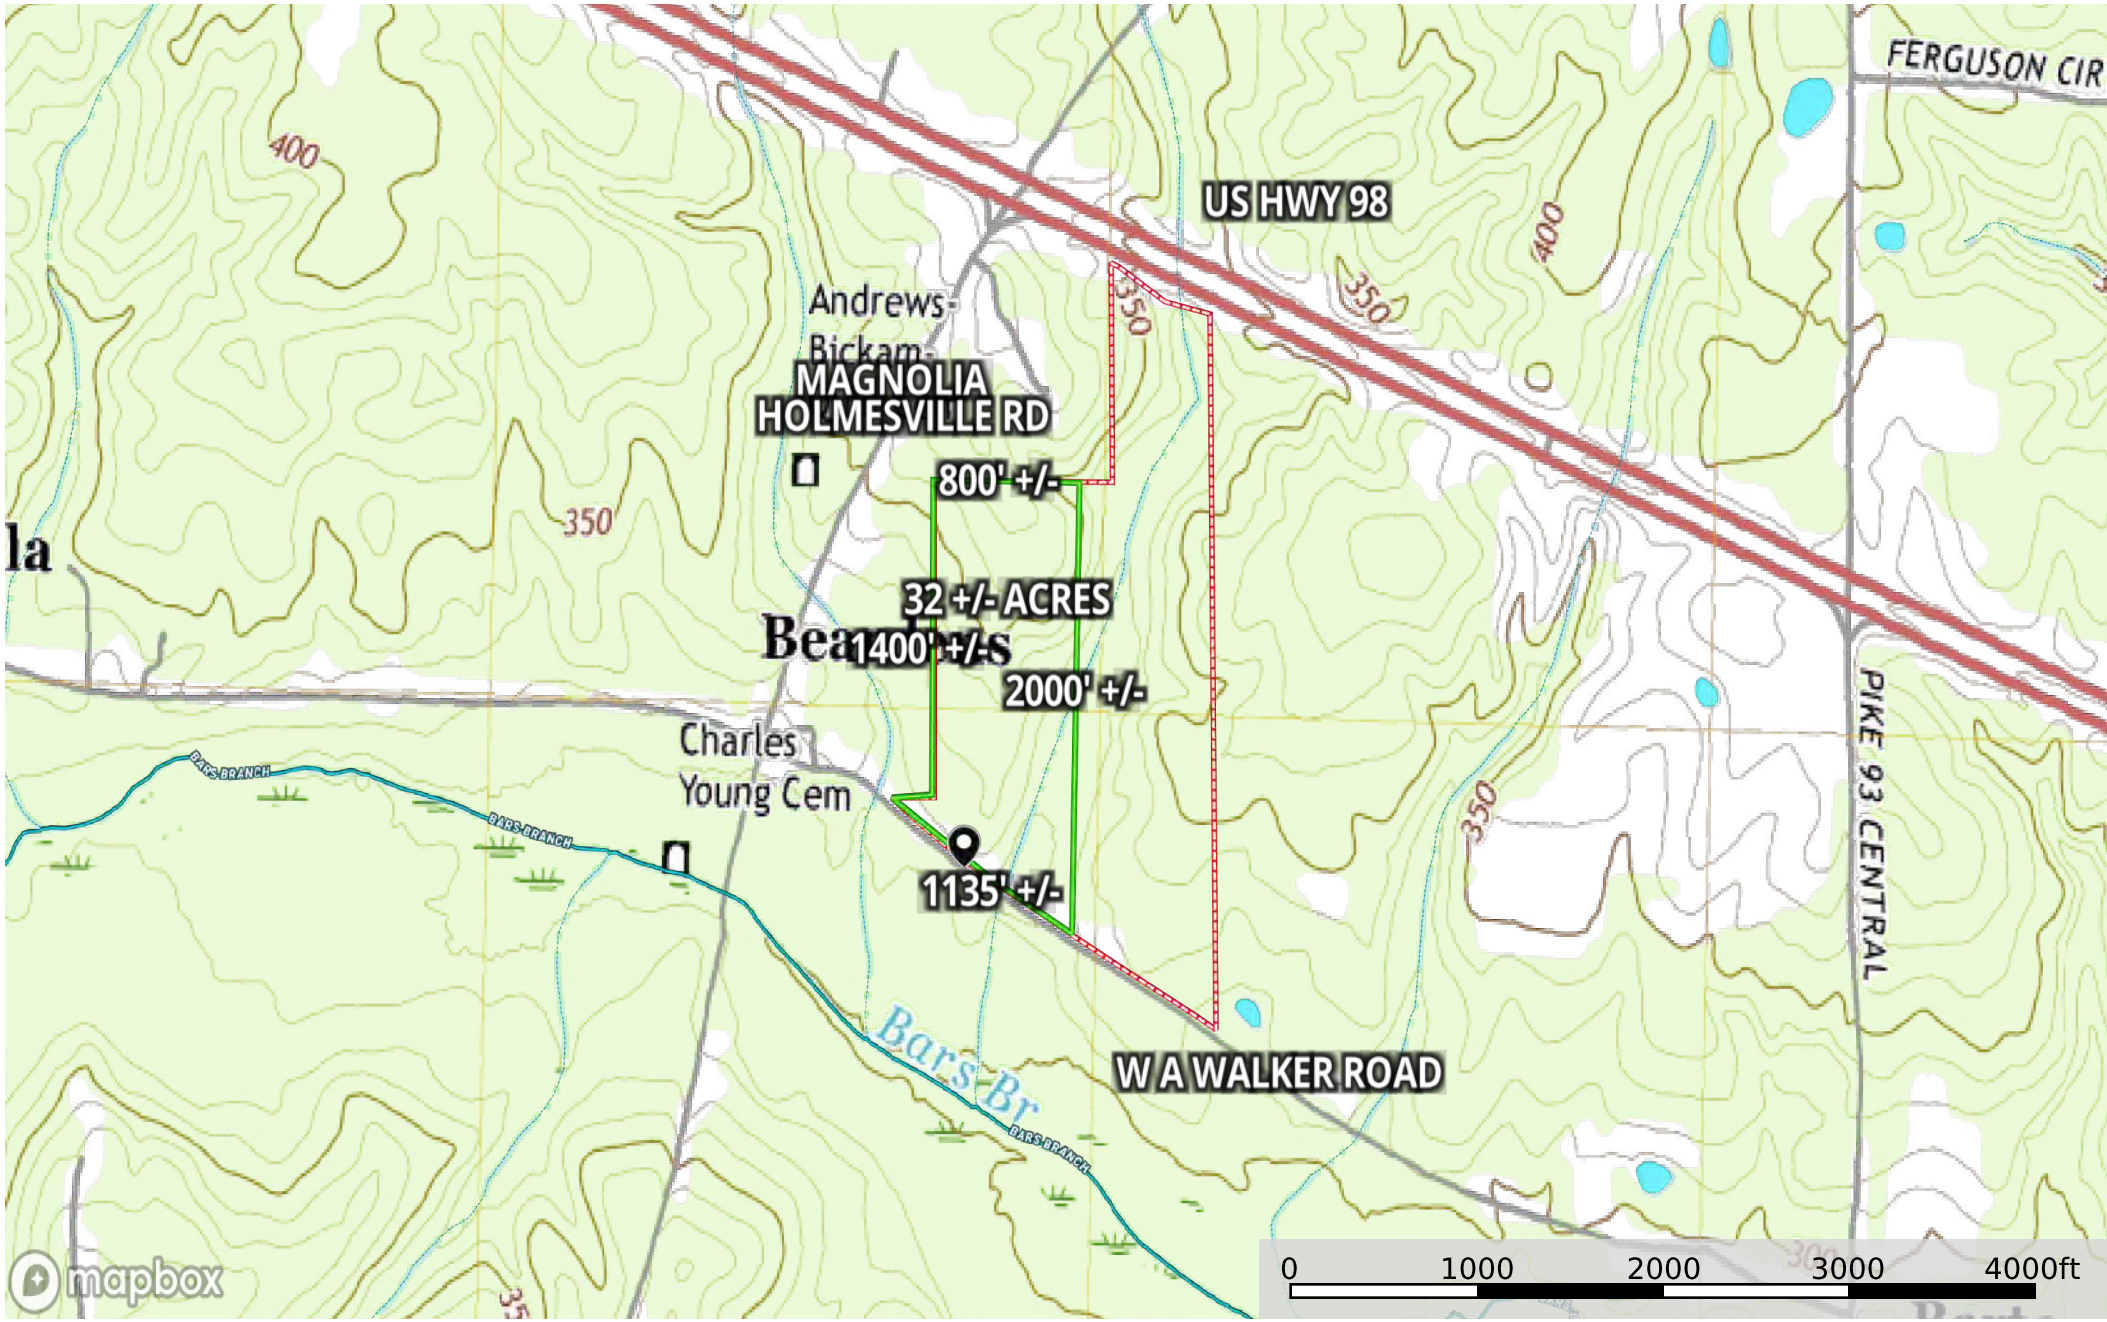 FERGUSON CIR
400
US HWY 98
400
350
350
Andrews-
Bickam-
MAGNOLIA
HOLMESVILLE RD
800' +/-
350
la
32 +/- ACRES
1400' +/-
2000' +/-
Charles
Young Cem
PIKE 93 CENTRAL
BARS BRANCH
350
BARS BRANCH
1135' +/-
Bars Br
W A WALKER ROAD
BARS BRANCH
300
0 1000 2000 3000 4000ft
mapbox